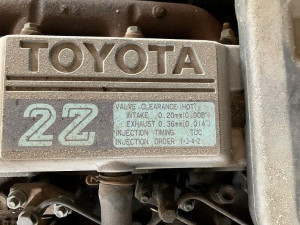 TOYOTA
2Z
VALVE CLEARANCE(HOT)
INTAKE 0.20mm(0.008")
EXHAUST 0.36mm(0.014")
INJECTION TIMING TDC
INJECTION ORDER 1-3-4-2